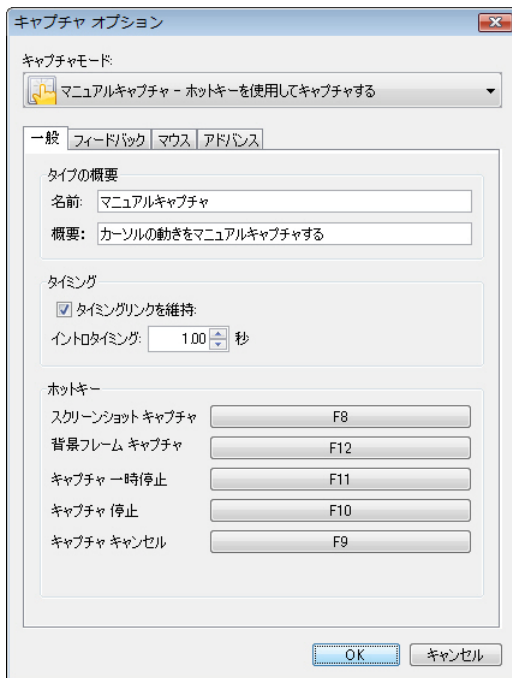 キャプチャ オプション
キャプチャモード:
マニュアルキャプチャ - ホットキーを使用してキャプチャする
一般 フィードバック マウス アドバンス
タイプの概要
名前: マニュアルキャプチャ
概要: カーソルの動きをマニュアルキャプチャする
タイミング
タイミングリンクを維持:
イントロタイミング: 1.00 秒
ホットキー
スクリーンショット キャプチャ F8
背景フレーム キャプチャ F12
キャプチャ 一時停止 F11
キャプチャ 停止 F10
キャプチャ キャンセル F9
OK キャンセル